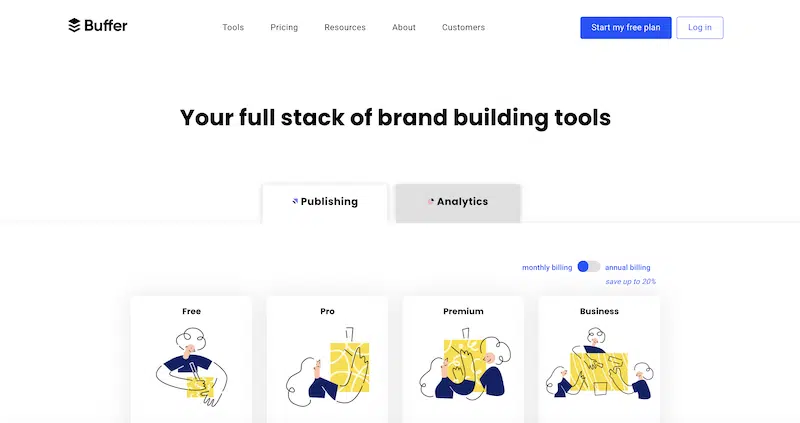 Buffer
Tools Pricing Resources About Customers
Start my free plan Log in
Your full stack of brand building tools
Publishing Analytics
monthly billing annual billing
save up to 20%
Free Pro Premium Business